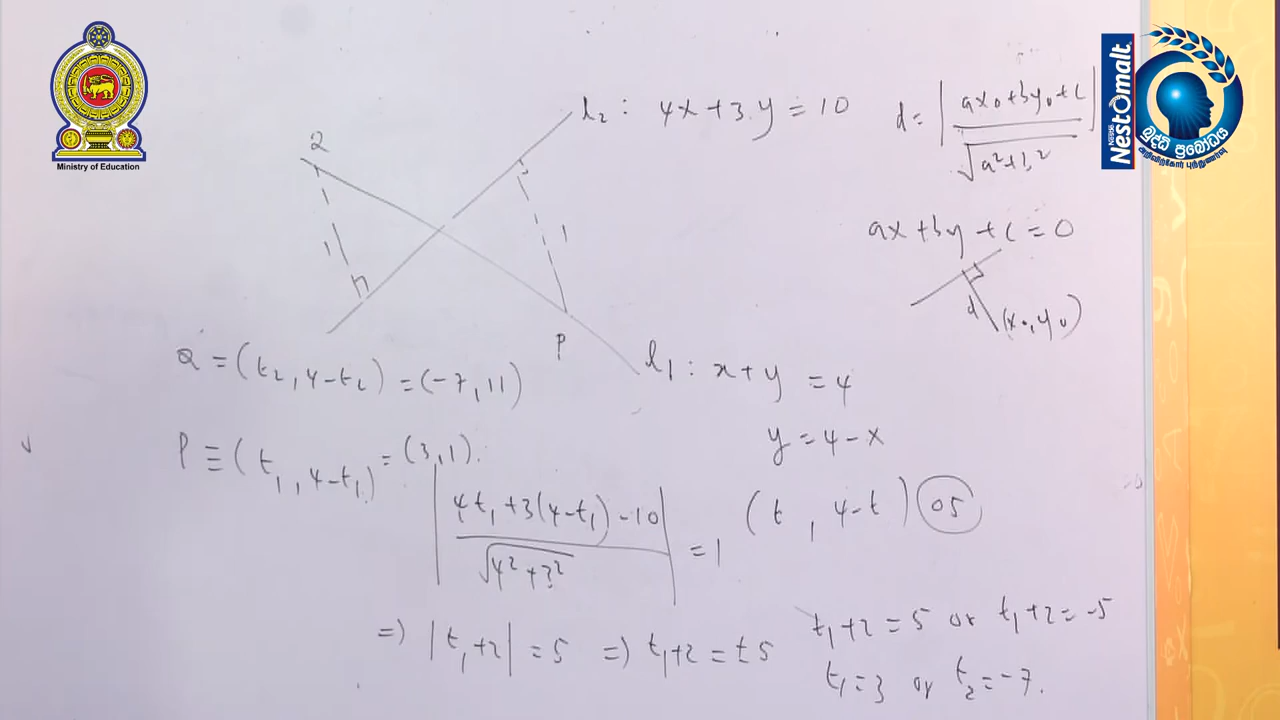 Ministry of Education
NESTLÉ Nestomalt
බුද්ධි ප්‍රබෝධය
l₂ : 4x+3y=10
d = |ax₀+by₀+c / √a²+b²|
Q
1
1
P
ax+by+c=0
d (x₀, y₀)
l₁ : x+y = 4
y = 4-x
(t, 4-t) 05
Q = (t₂, 4-t₂) = (-7, 11)
P ≡ (t₁, 4-t₁) = (3, 1).
|4t₁+3(4-t₁)-10 / √4²+3²| = 1
=> |t₁+2| = 5 => t₁+2 = ±5
t₁+2 = 5 or t₁+2 = -5
t₁=3 or t₂=-7.